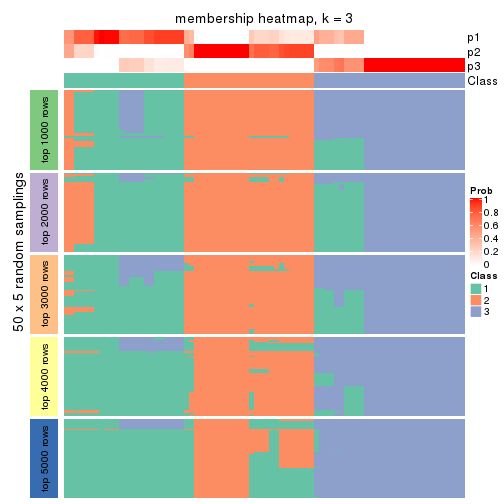 membership heatmap, k = 3
p1
p2
p3
Class
50 x 5 random samplings
top 1000 rows
top 2000 rows
top 3000 rows
top 4000 rows
top 5000 rows
Prob
1
0.8
0.6
0.4
0.2
0
Class
1
2
3